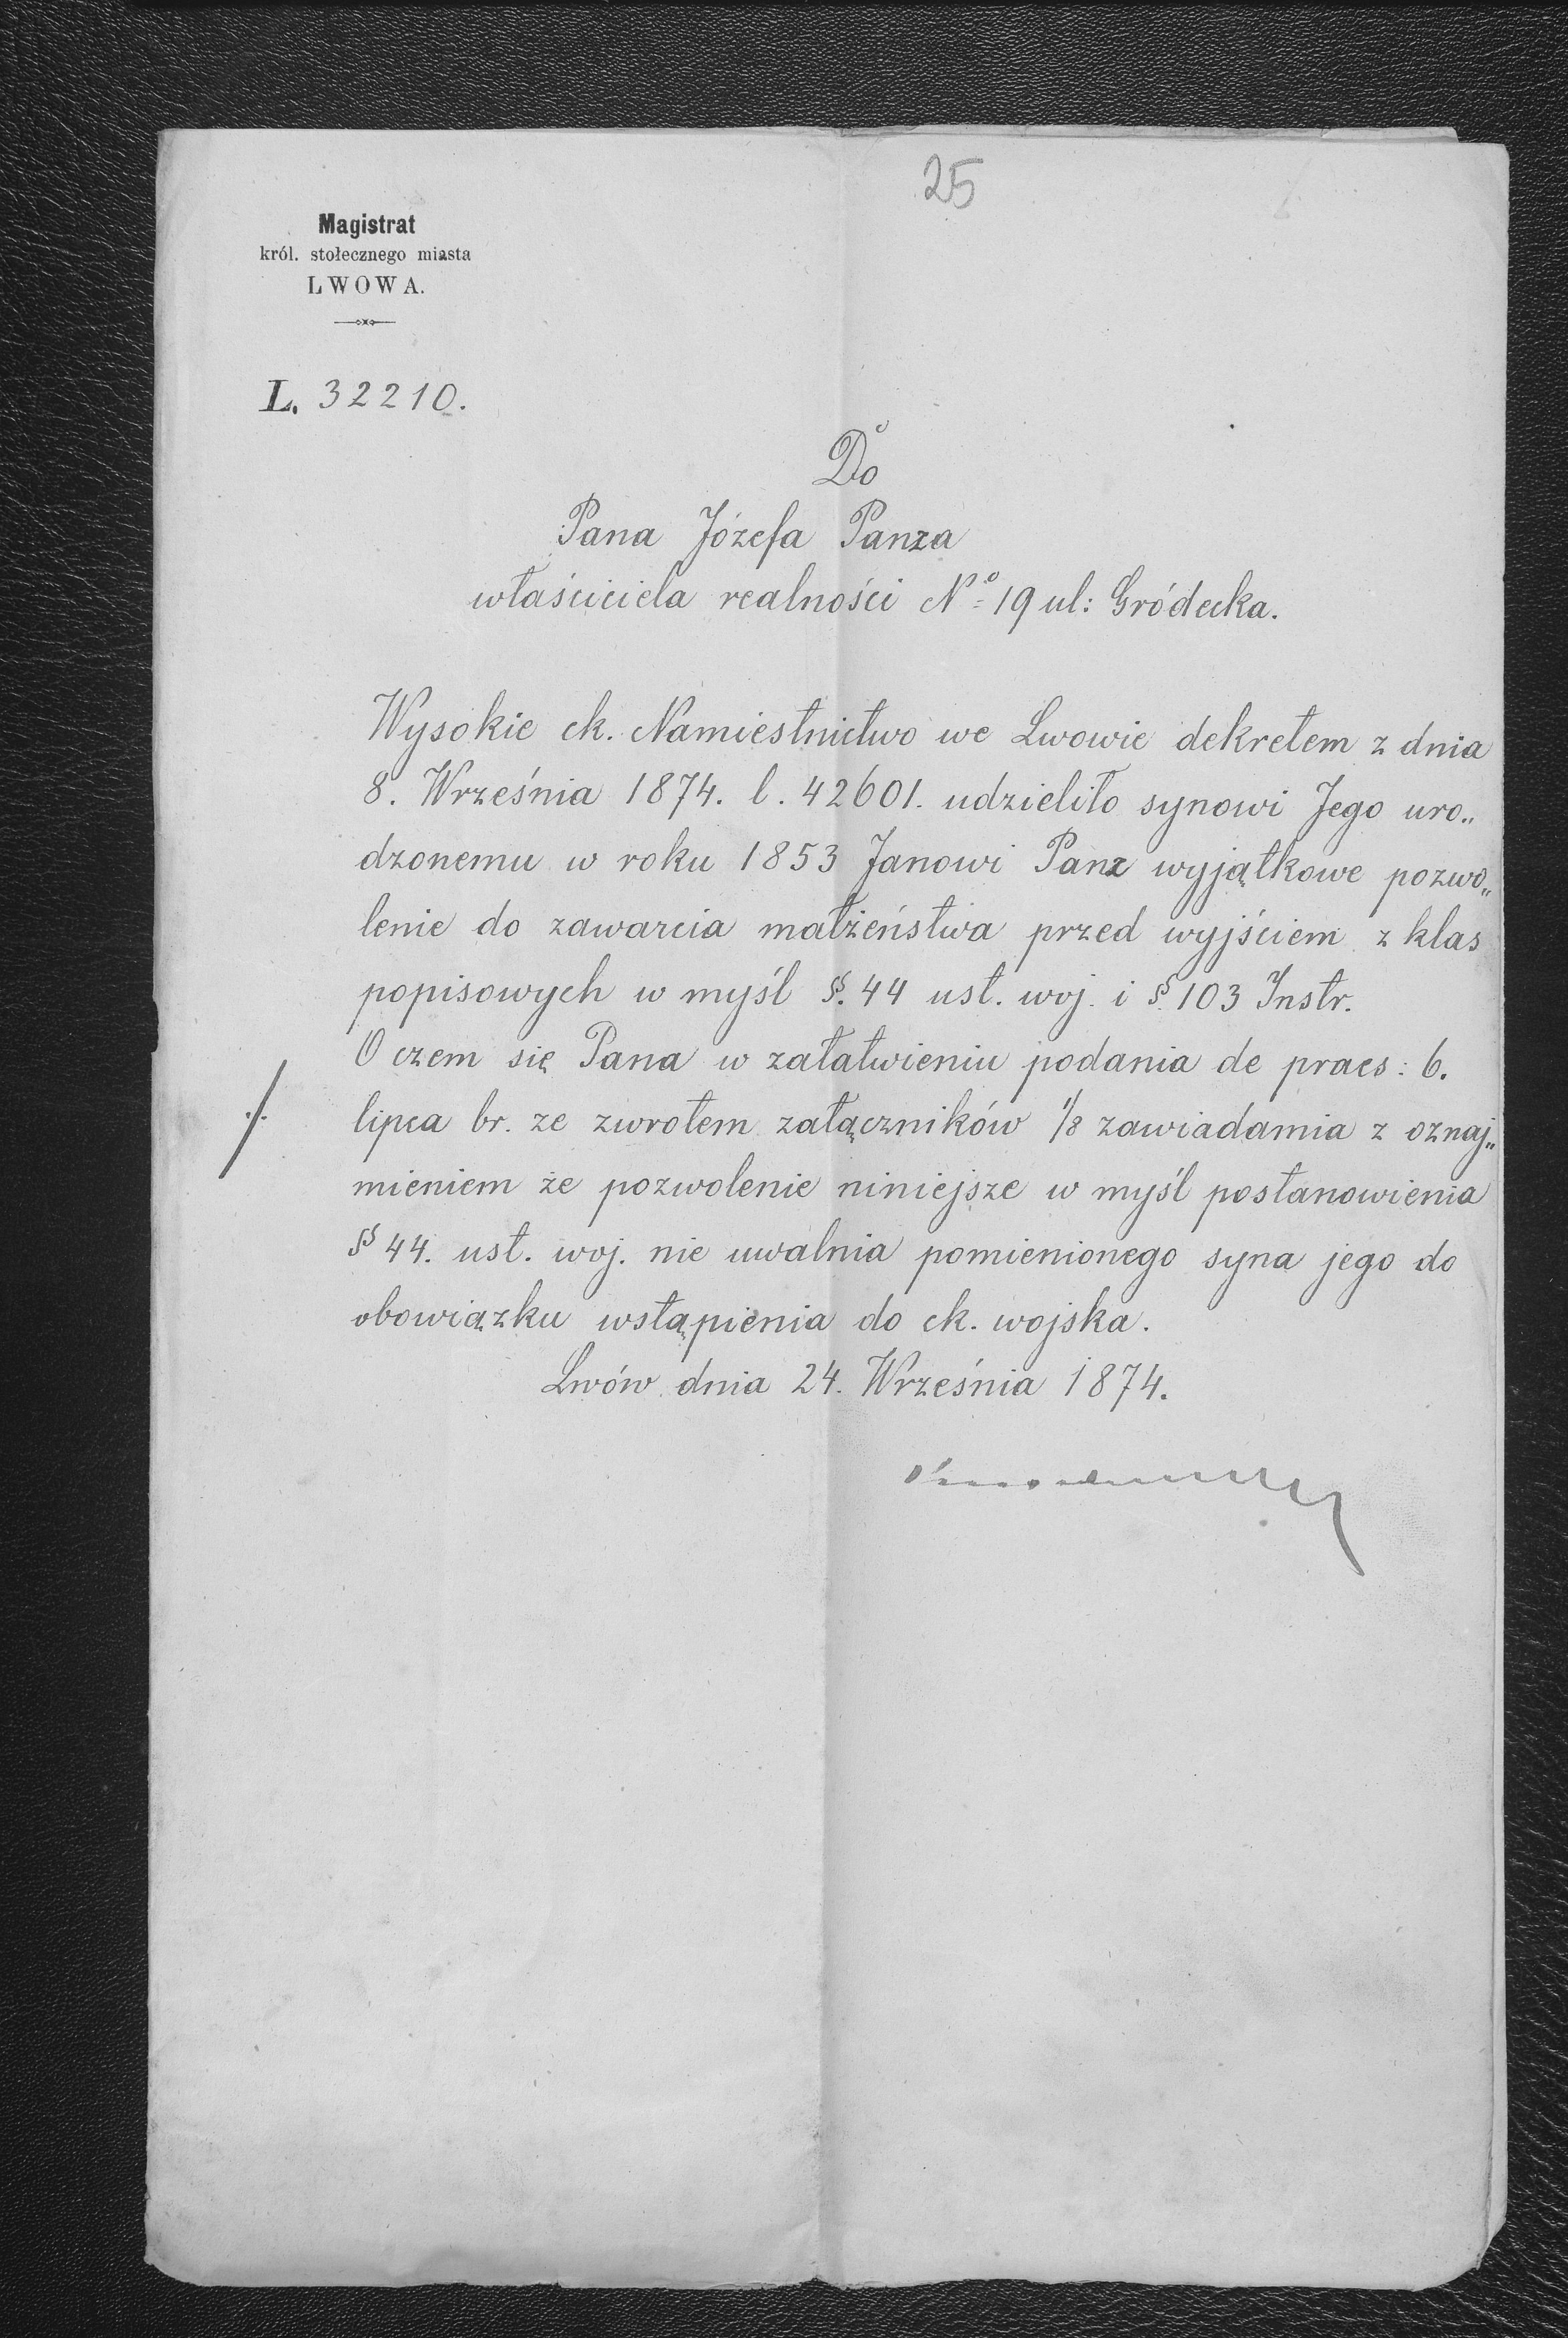 25
Magistrat
król. stołecznego miasta
LWOWA.
L. 32210.
Do
Pana Józefa Panza
właściciela realności No 19 ul: Gródecka.
Wysokie ck. Namiestnictwo we Lwowie dekretem z dnia
8. Września 1874. l. 42601. udzieliło synowi Jego uro„
dzonemu w roku 1853 Janowi Panz wyjątkowe pozwo„
lenie do zawarcia małżeństwa przed wyjściem z klas
popisowych w myśl §. 44 ust. woj. i § 103 Instr.
O czem się Pana w załatwieniu podania de praes: 6.
./. lipca br. ze zwrotem załączników 1/8 zawiadamia z oznaj„
mieniem że pozwolenie niniejsze w myśl postanowienia
§ 44. ust. woj. nie uwalnia pomienionego syna jego do
obowiązku wstąpienia do ck. wojska.
Lwów dnia 24. Września 1874.